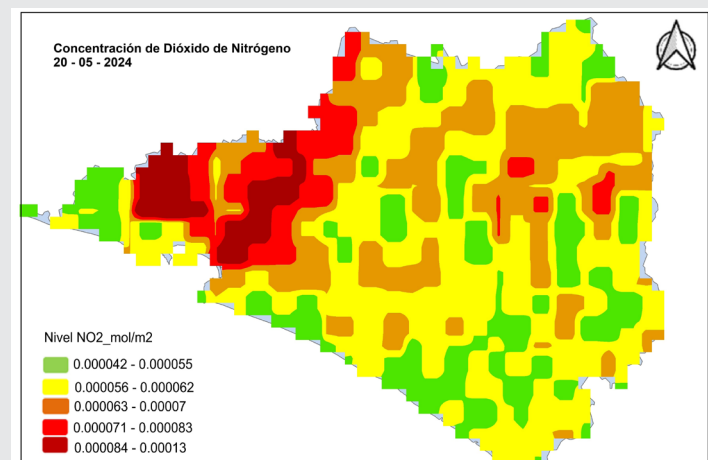 Concentración de Dióxido de Nitrógeno
20 - 05 - 2024
Nivel NO2_mol/m2
0.000042 - 0.000055
0.000056 - 0.000062
0.000063 - 0.00007
0.000071 - 0.000083
0.000084 - 0.00013